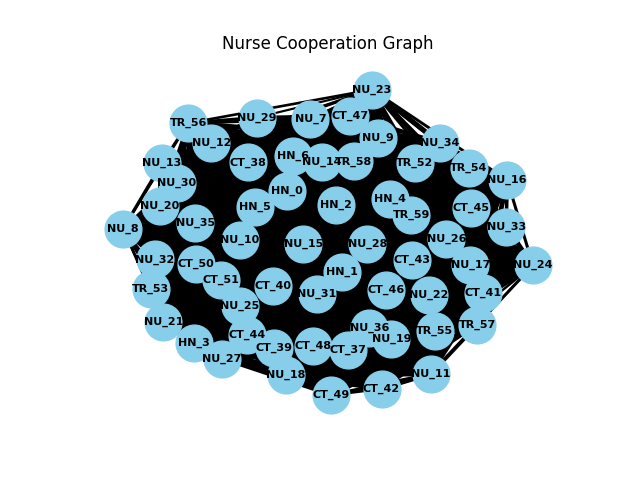 Nurse Cooperation Graph
NU_23
CT_47
NU_29
NU_7
TR_56
NU_9
NU_12
NU_34
HN_6
NU_14
TR_58
CT_38
NU_13
TR_52
TR_54
NU_16
NU_30
HN_0
HN_4
NU_20
HN_5
HN_2
CT_45
TR_59
NU_35
NU_33
NU_8
NU_10
NU_26
NU_15
NU_28
NU_32
CT_50
CT_43
NU_17
NU_24
HN_1
CT_51
CT_40
TR_53
CT_46
NU_31
NU_22
CT_41
NU_25
NU_21
TR_57
NU_36
TR_55
CT_44
NU_19
HN_3
CT_39
CT_48
CT_37
NU_27
NU_18
NU_11
CT_42
CT_49